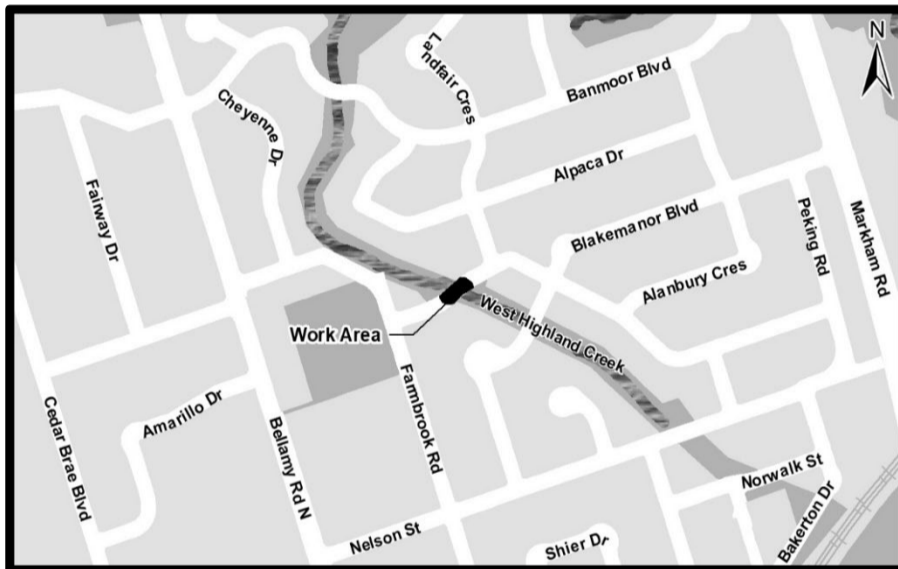 N
Landfair Cres
Banmoor Blvd
Cheyenne Dr
Alpaca Dr
Fairway Dr
Blakemanor Blvd
Peking Rd
Markham Rd
Alanbury Cres
West Highland Creek
Work Area
Cedar Brae Blvd
Amarillo Dr
Bellamy Rd N
Farmbrook Rd
Norwalk St
Nelson St
Shier Dr
Bakerton Dr